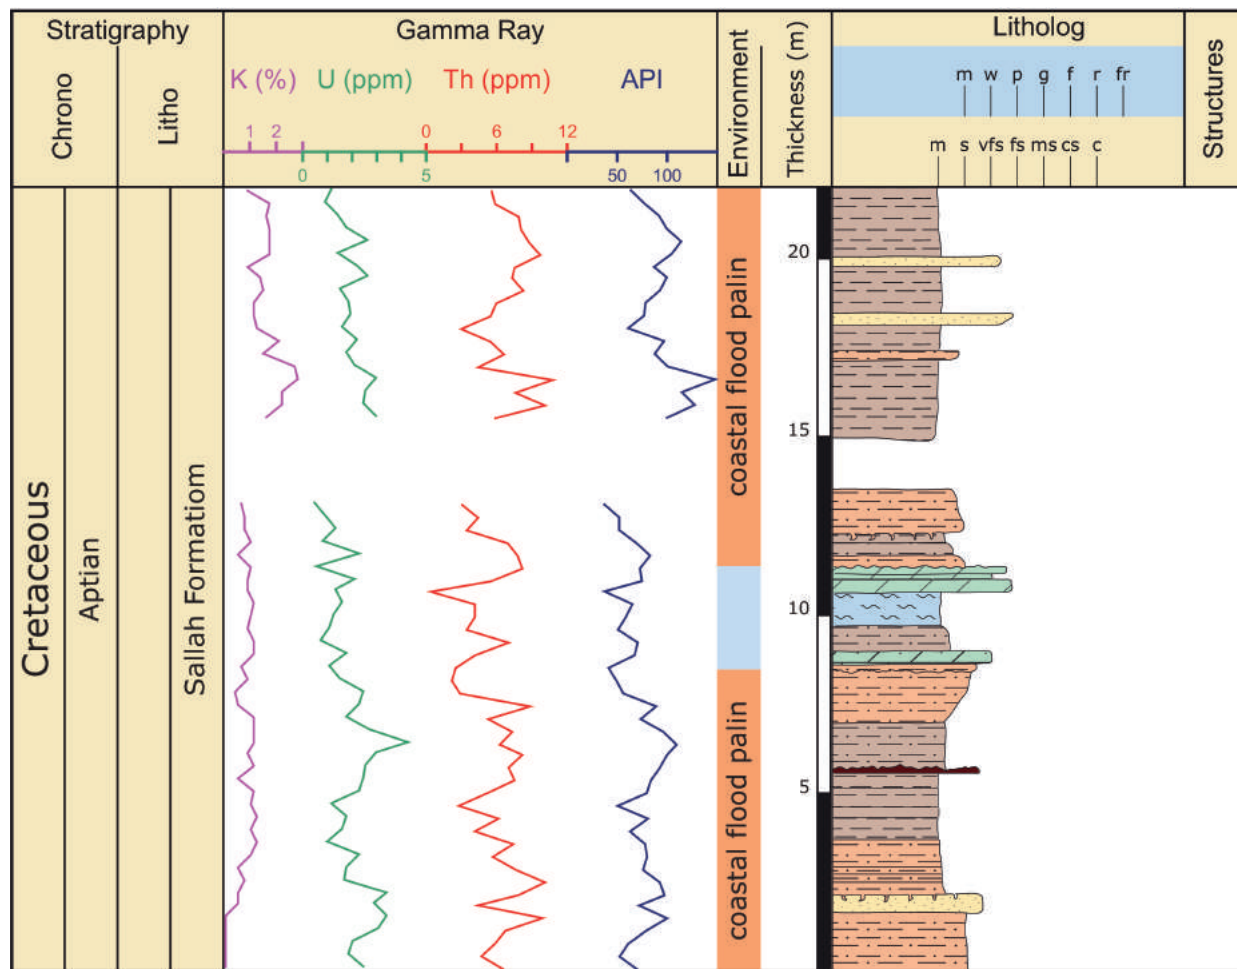 Stratigraphy
Gamma Ray
Litholog
Chrono
Litho
K (%)
U (ppm)
Th (ppm)
API
Environment
Thickness (m)
Structures
1 2
0 5
0 6 12
50 100
m w p g f r fr
m s vfs fs ms cs c
Cretaceous
Aptian
Sallah Formatiom
coastal flood palin
coastal flood palin
20
15
10
5